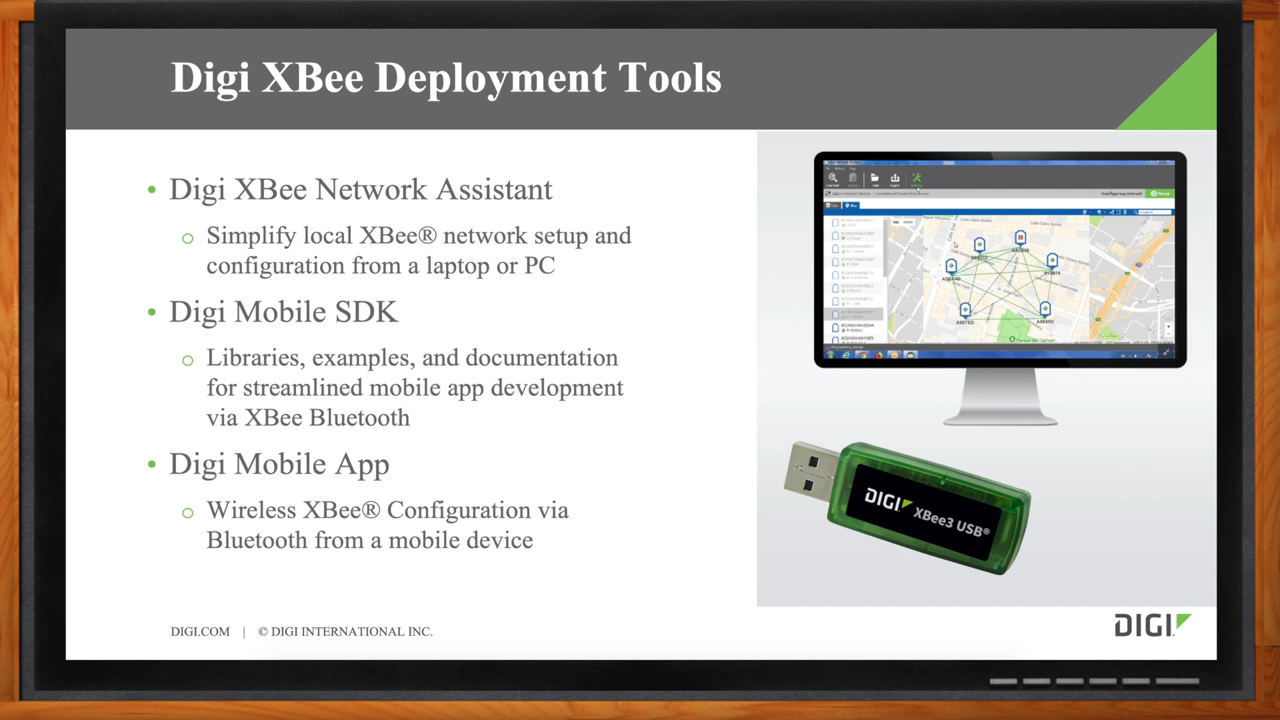 Digi XBee Deployment Tools
• Digi XBee Network Assistant
o Simplify local XBee® network setup and
configuration from a laptop or PC
• Digi Mobile SDK
o Libraries, examples, and documentation
for streamlined mobile app development
via XBee Bluetooth
• Digi Mobile App
o Wireless XBee® Configuration via
Bluetooth from a mobile device
DIGI XBee3 USB®
DIGI.COM | © DIGI INTERNATIONAL INC.
DIGI